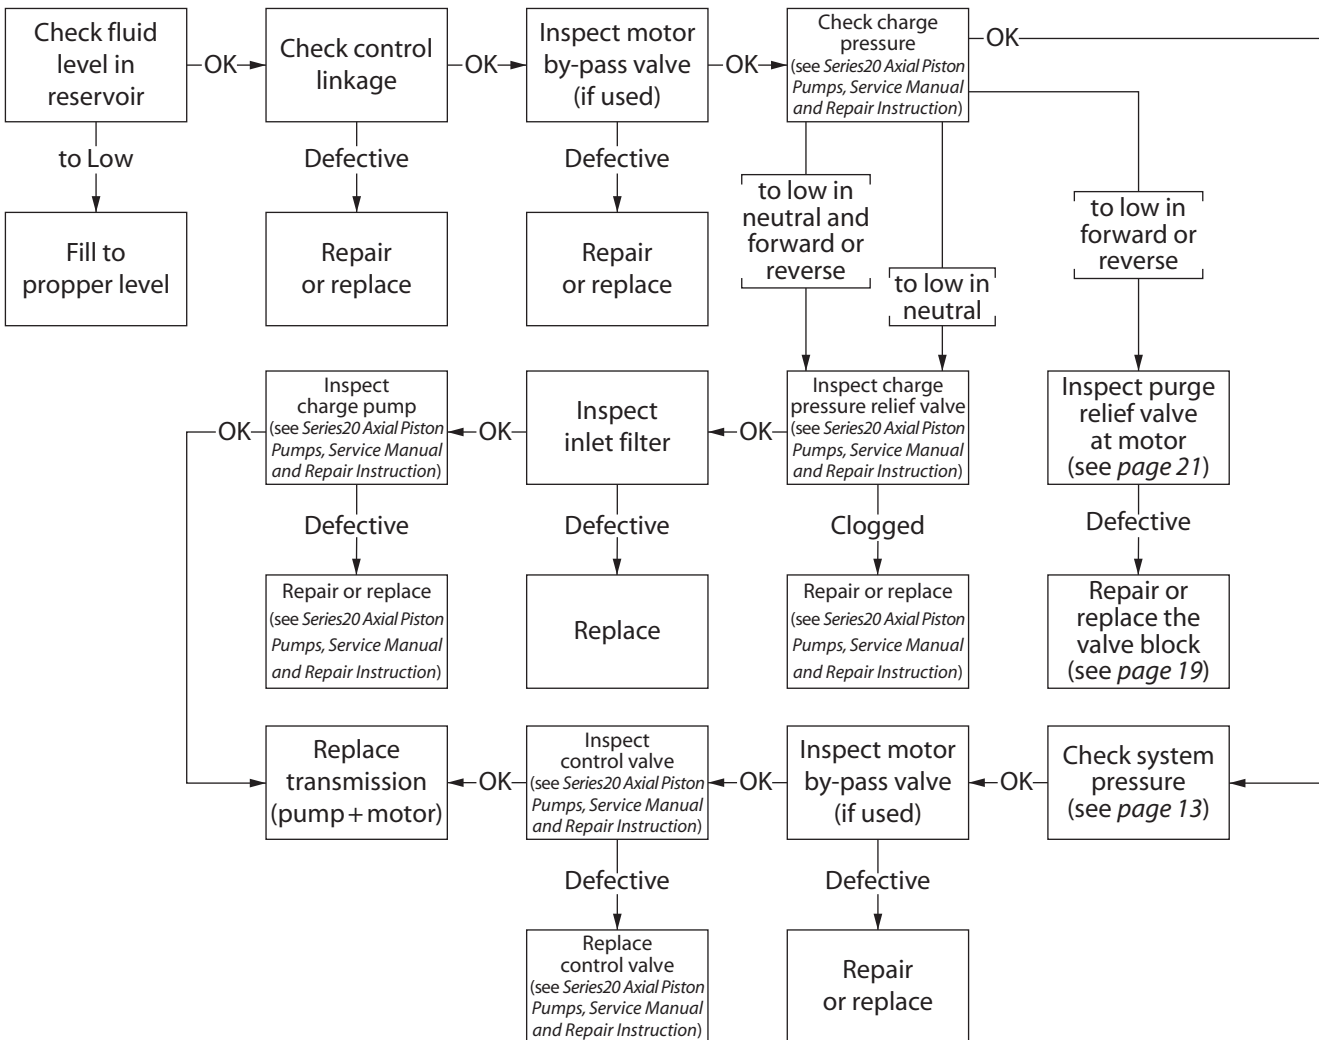 Check fluid
level in
reservoir
OK
Check control
linkage
OK
Inspect motor
by-pass valve
(if used)
OK
Check charge
pressure
(see Series20 Axial Piston
Pumps, Service Manual
and Repair Instruction)
OK
to Low
Defective
Defective
to low in
neutral and
forward or
reverse
to low in
neutral
to low in
forward or
reverse
Fill to
propper level
Repair
or replace
Repair
or replace
Inspect
charge pump
(see Series20 Axial Piston
Pumps, Service Manual
and Repair Instruction)
OK
OK
Inspect
inlet filter
OK
Inspect charge
pressure relief valve
(see Series20 Axial Piston
Pumps, Service Manual
and Repair Instruction)
Inspect purge
relief valve
at motor
(see page 21)
Defective
Defective
Clogged
Defective
Repair or replace
(see Series20 Axial Piston
Pumps, Service Manual
and Repair Instruction)
Replace
Repair or replace
(see Series20 Axial Piston
Pumps, Service Manual
and Repair Instruction)
Repair or
replace the
valve block
(see page 19)
Replace
transmission
(pump+motor)
OK
Inspect
control valve
(see Series20 Axial Piston
Pumps, Service Manual
and Repair Instruction)
OK
Inspect motor
by-pass valve
(if used)
OK
Check system
pressure
(see page 13)
Defective
Defective
Replace
control valve
(see Series20 Axial Piston
Pumps, Service Manual
and Repair Instruction)
Repair
or replace